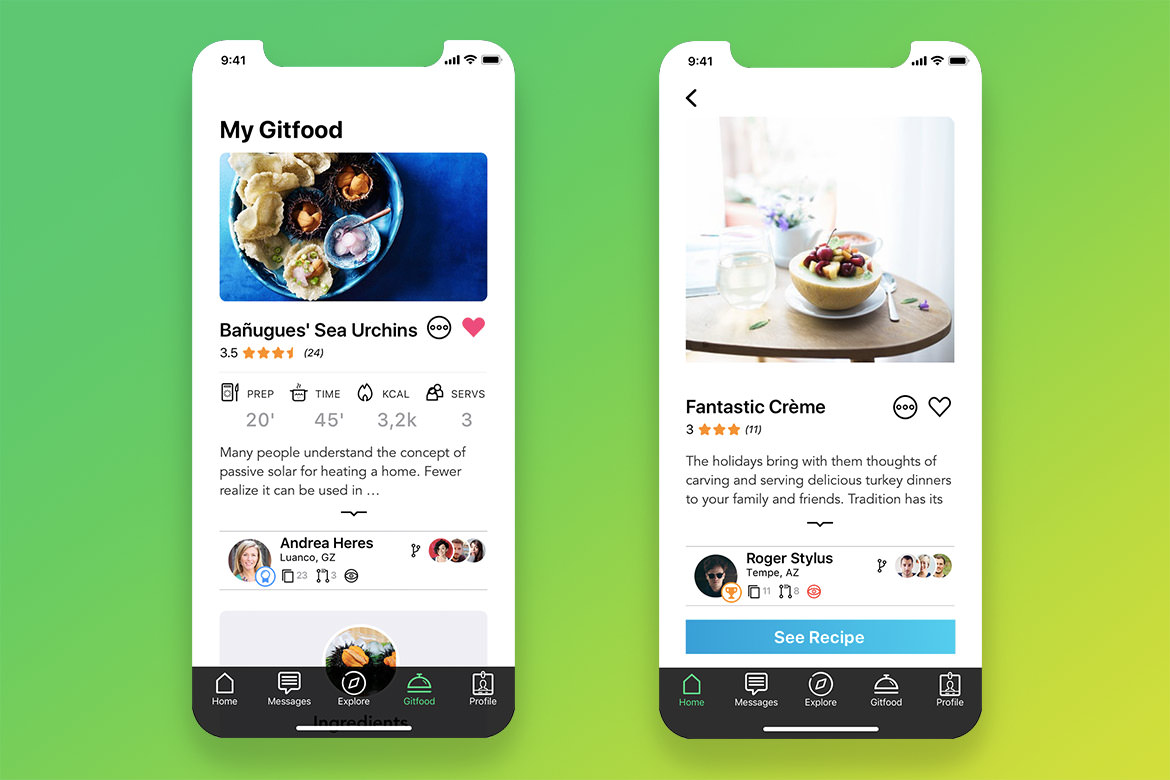 9:41
My Gitfood
Bañugues' Sea Urchins
3.5 (24)
PREP TIME KCAL SERVS
20' 45' 3,2k 3
Many people understand the concept of
passive solar for heating a home. Fewer
realize it can be used in ...
Andrea Heres
Luanco, GZ
23 3
Ingredients
Home Messages Explore Gitfood Profile
9:41
Fantastic Crème
3 (11)
The holidays bring with them thoughts of
carving and serving delicious turkey dinners
to your family and friends. Tradition has its
Roger Stylus
Tempe, AZ
11 8
See Recipe
Home Messages Explore Gitfood Profile